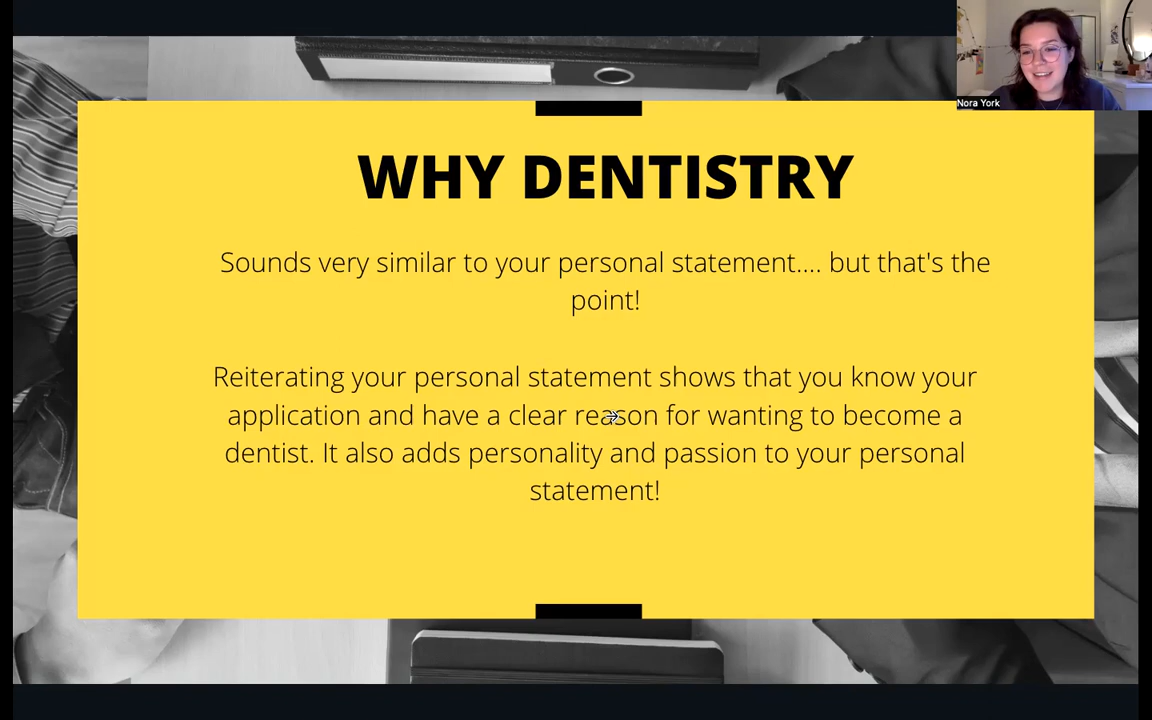 Nora York
WHY DENTISTRY
Sounds very similar to your personal statement.... but that's the
point!
Reiterating your personal statement shows that you know your
application and have a clear reason for wanting to become a
dentist. It also adds personality and passion to your personal
statement!